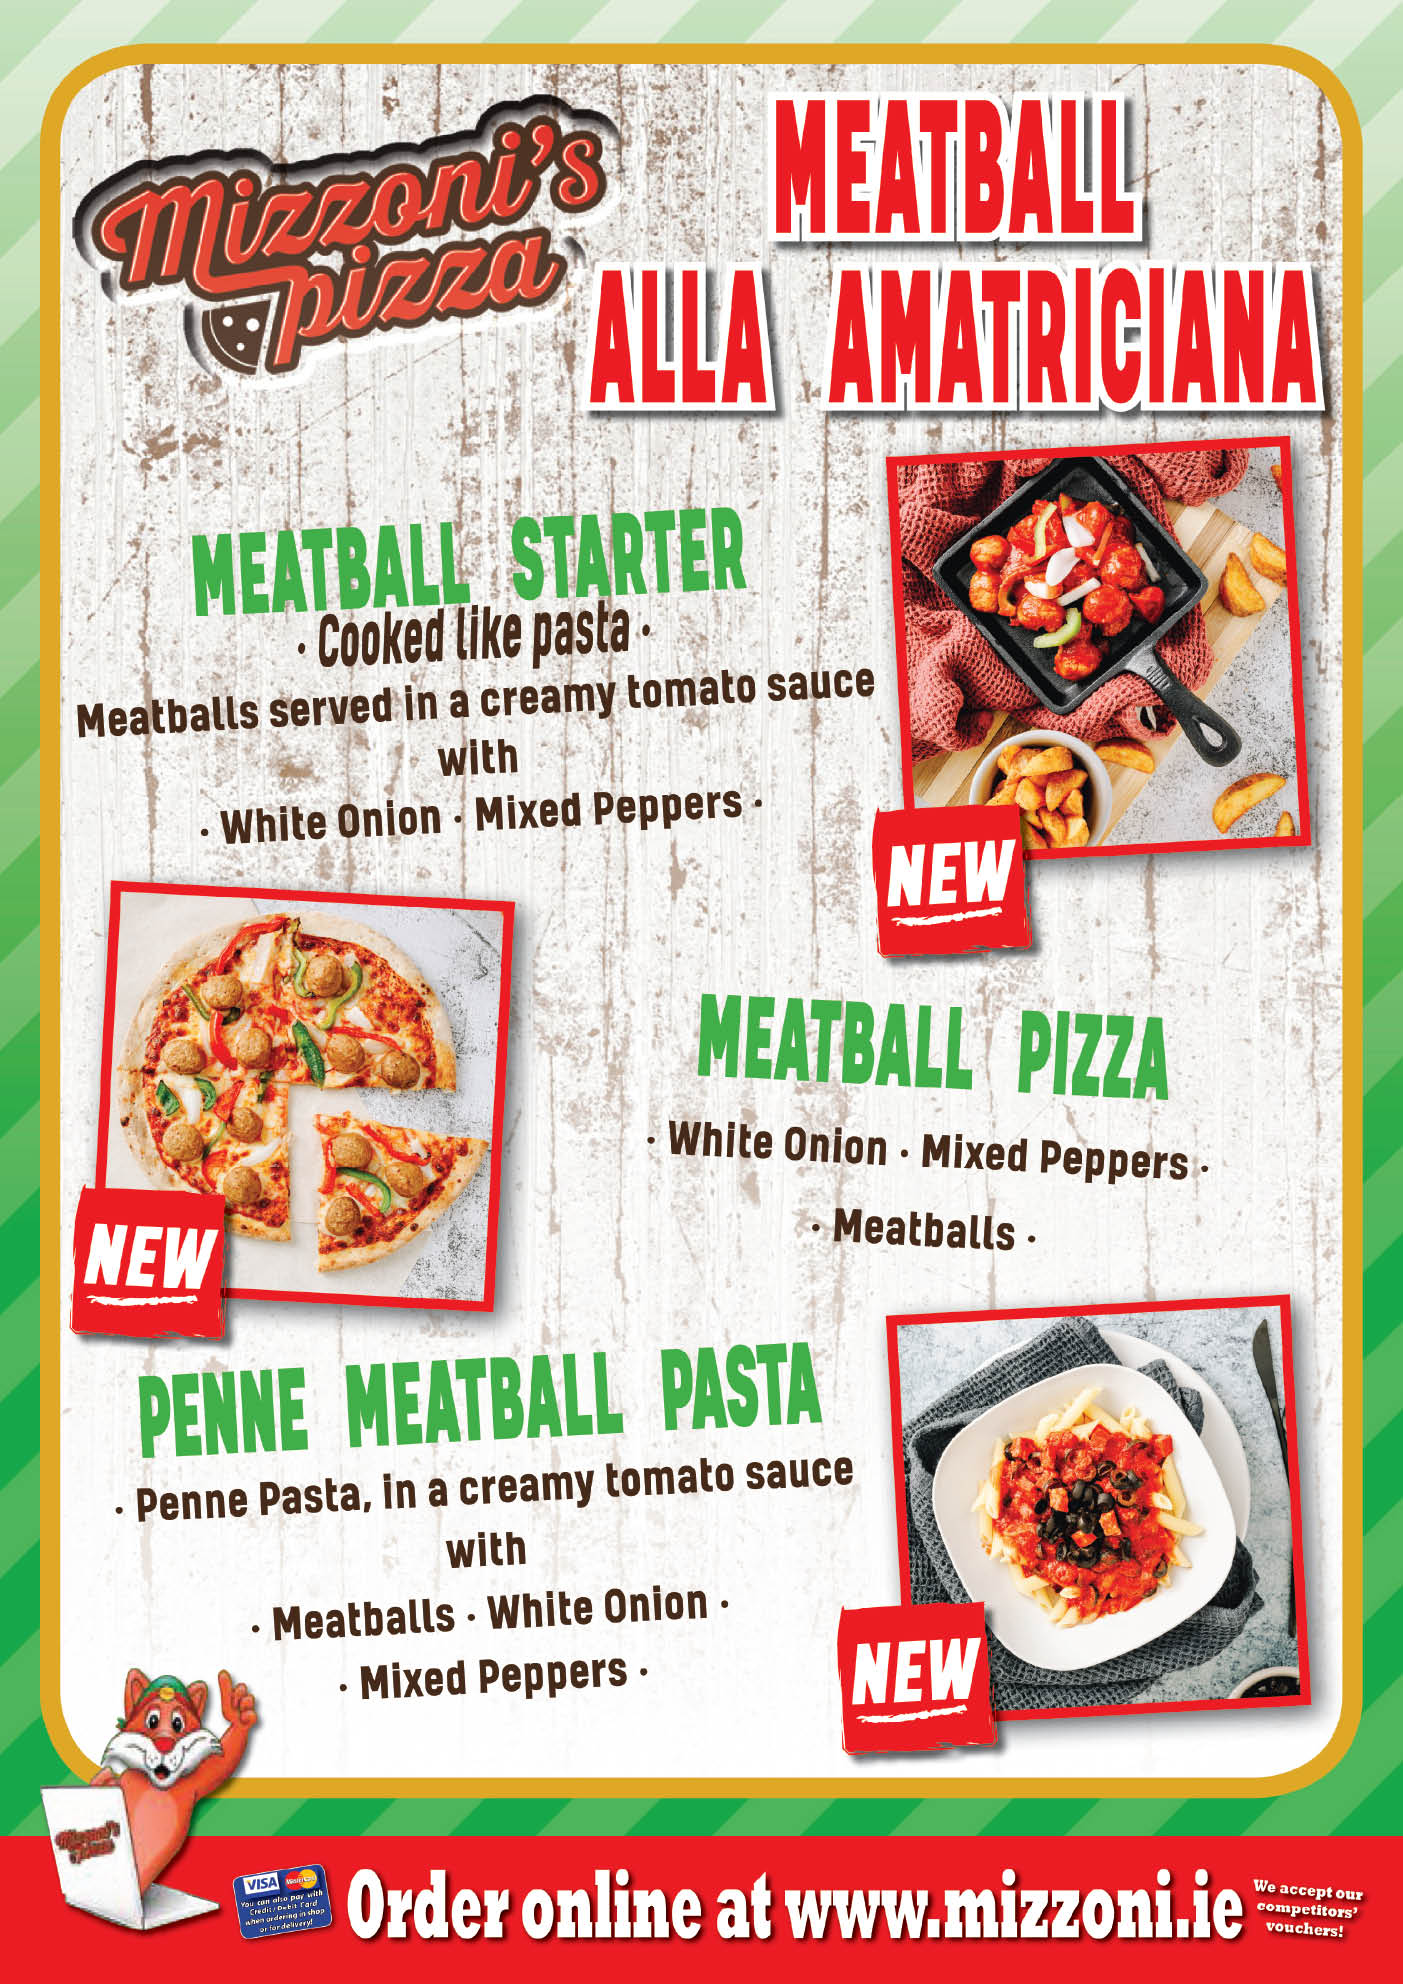 Mizzoni's
pizza
MEATBALL
ALLA AMATRICIANA
MEATBALL STARTER
· Cooked like pasta ·
Meatballs served in a creamy tomato sauce
with
· White Onion · Mixed Peppers ·
NEW
MEATBALL PIZZA
· White Onion · Mixed Peppers ·
· Meatballs ·
NEW
PENNE MEATBALL PASTA
· Penne Pasta, in a creamy tomato sauce
with
· Meatballs · White Onion ·
· Mixed Peppers ·
NEW
Mizzoni's
pizza
VISA MasterCard
You can also pay with
Credit / Debit Card
when ordering in shop
or for delivery!
Order online at www.mizzoni.ie
We accept our
competitors'
vouchers!